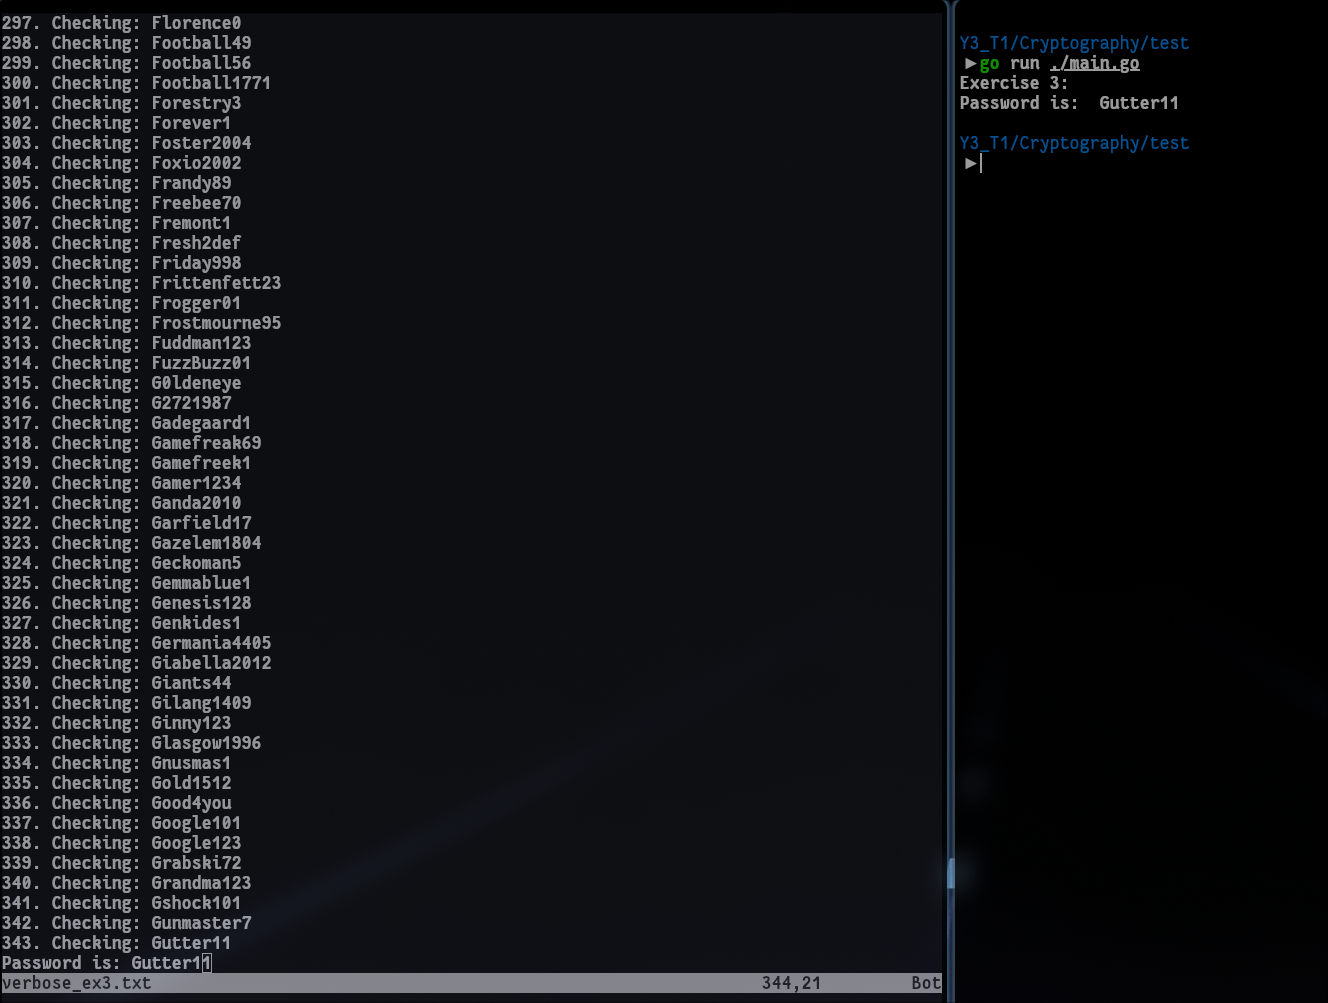 297. Checking: Florence0
298. Checking: Football49
299. Checking: Football56
300. Checking: Football1771
301. Checking: Forestry3
302. Checking: Forever1
303. Checking: Foster2004
304. Checking: Foxio2002
305. Checking: Frandy89
306. Checking: Freebee70
307. Checking: Fremont1
308. Checking: Fresh2def
309. Checking: Friday998
310. Checking: Frittenfett23
311. Checking: Frogger01
312. Checking: Frostmourne95
313. Checking: Fuddman123
314. Checking: FuzzBuzz01
315. Checking: G0ldeneye
316. Checking: G2721987
317. Checking: Gadegaard1
318. Checking: Gamefreak69
319. Checking: Gamefreek1
320. Checking: Gamer1234
321. Checking: Ganda2010
322. Checking: Garfield17
323. Checking: Gazelem1804
324. Checking: Geckoman5
325. Checking: Gemmablue1
326. Checking: Genesis128
327. Checking: Genkides1
328. Checking: Germania4405
329. Checking: Giabella2012
330. Checking: Giants44
331. Checking: Gilang1409
332. Checking: Ginny123
333. Checking: Glasgow1996
334. Checking: Gnusmas1
335. Checking: Gold1512
336. Checking: Good4you
337. Checking: Google101
338. Checking: Google123
339. Checking: Grabski72
340. Checking: Grandma123
341. Checking: Gshock101
342. Checking: Gunmaster7
343. Checking: Gutter11
Password is: Gutter11
verbose_ex3.txt 344,21 Bot
Y3_T1/Cryptography/test
►go run ./main.go
Exercise 3:
Password is:  Gutter11
Y3_T1/Cryptography/test
►